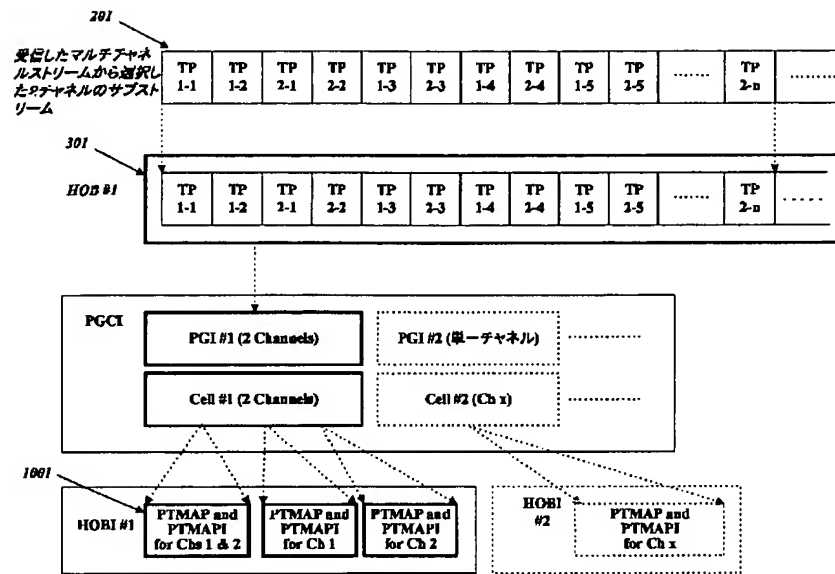 201
受信したマルチチャネ
ルストリームから選択し
た2チャネルのサブスト
リーム
TP 1-1 TP 1-2 TP 2-1 TP 2-2 TP 1-3 TP 2-3 TP 1-4 TP 2-4 TP 1-5 TP 2-5 ...... TP 2-n ........
301
HOB #1
TP 1-1 TP 1-2 TP 2-1 TP 2-2 TP 1-3 TP 2-3 TP 1-4 TP 2-4 TP 1-5 TP 2-5 ...... TP 2-n .....
PGCI
PGI #1 (2 Channels)
PGI #2 (単一チャネル)
Cell #1 (2 Channels)
Cell #2 (Ch x)
1001
HOBI #1
PTMAP and
PTMAPI
for Chs 1 & 2
PTMAP and
PTMAPI
for Ch 1
PTMAP and
PTMAPI
for Ch 2
HOBI
#2
PTMAP and
PTMAPI
for Ch x